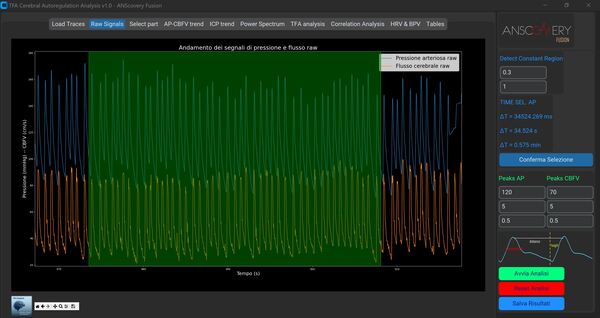 TFA Cerebral Autoregulation Analysis v1.0 - ANScovery Fusion
Load Traces Raw Signals Select part AP-CBFV trend ICP trend Power Spectrum TFA analysis Correlation Analysis HRV & BPV Tables
Andamento dei segnali di pressione e flusso raw
Pressione arteriosa raw
Flusso cerebrale raw
Pressione (mmHg) -- CBFV (cm/s)
Tempo (s)
ANSCOVERY
FUSION
Detect Constant Region
0.3
1
TIME SEL. AP
ΔT = 34524.269 ms
ΔT = 34.524 s
ΔT = 0.575 min
Conferma Selezione
Peaks AP Peaks CBFV
120 70
5 5
0.5 0.5
Avvia Analisi
Reset Analisi
Salva Risultati